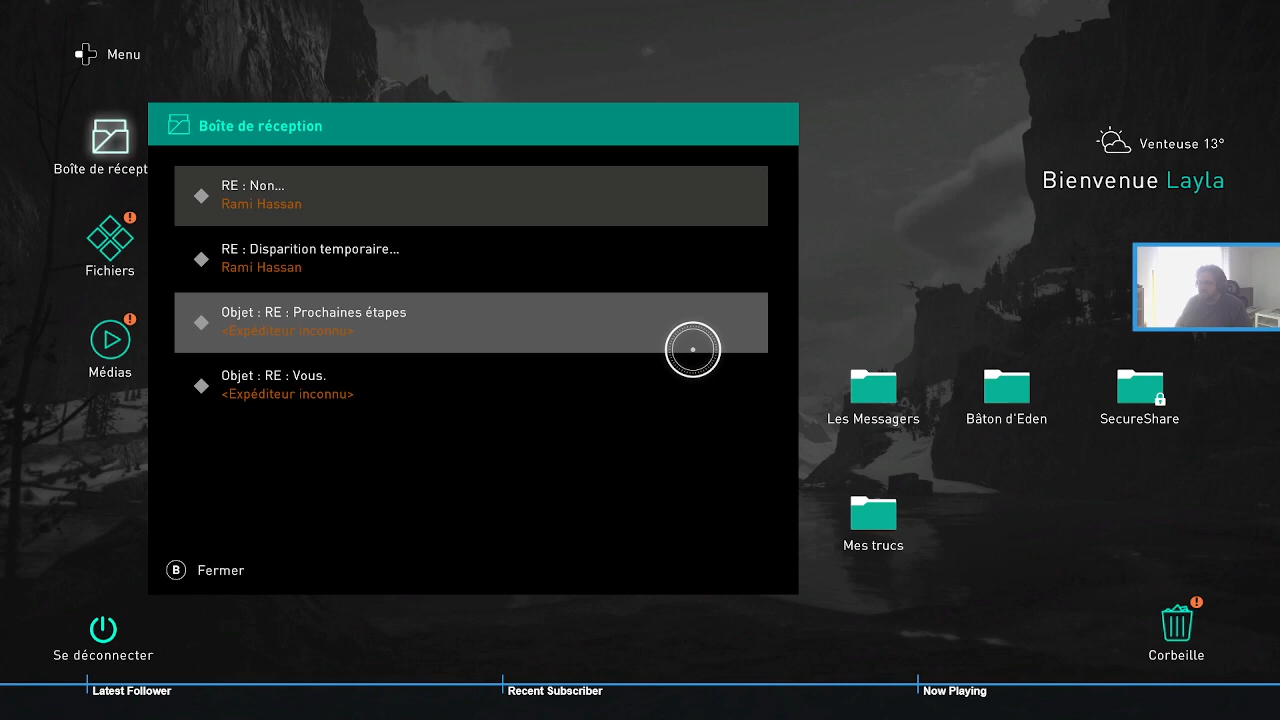 Menu
Boîte de réception
Boîte de récept
RE : Non...
Rami Hassan
RE : Disparition temporaire...
Rami Hassan
Objet : RE : Prochaines étapes
<Expéditeur inconnu>
Objet : RE : Vous.
<Expéditeur inconnu>
B Fermer
Fichiers
Médias
Se déconnecter
Venteuse 13°
Bienvenue Layla
Les Messagers
Bâton d'Eden
SecureShare
Mes trucs
Corbeille
Latest Follower
Recent Subscriber
Now Playing